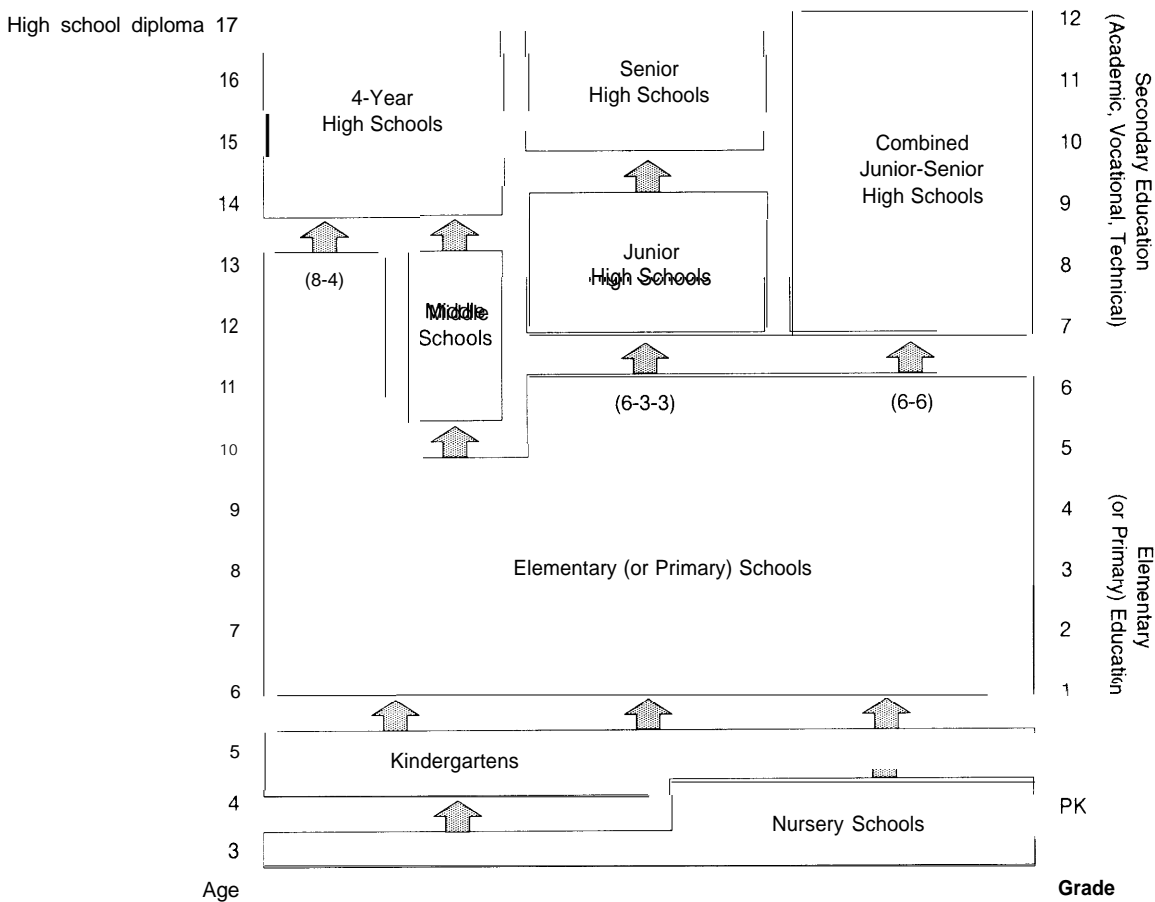 High school diploma 17
12
16
11
15
10
14
9
13
8
12
7
11
6
10
5
9
4
8
3
7
2
6
1
5
4
PK
3
Age
Grade
4-Year
High Schools
Senior
High Schools
Combined
Junior-Senior
High Schools
Junior
High Schools
(8-4)
Middle
Schools
(6-3-3)
(6-6)
Elementary (or Primary) Schools
Kindergartens
Nursery Schools
Secondary Education
(Academic, Vocational, Technical)
Elementary
(or Primary) Education